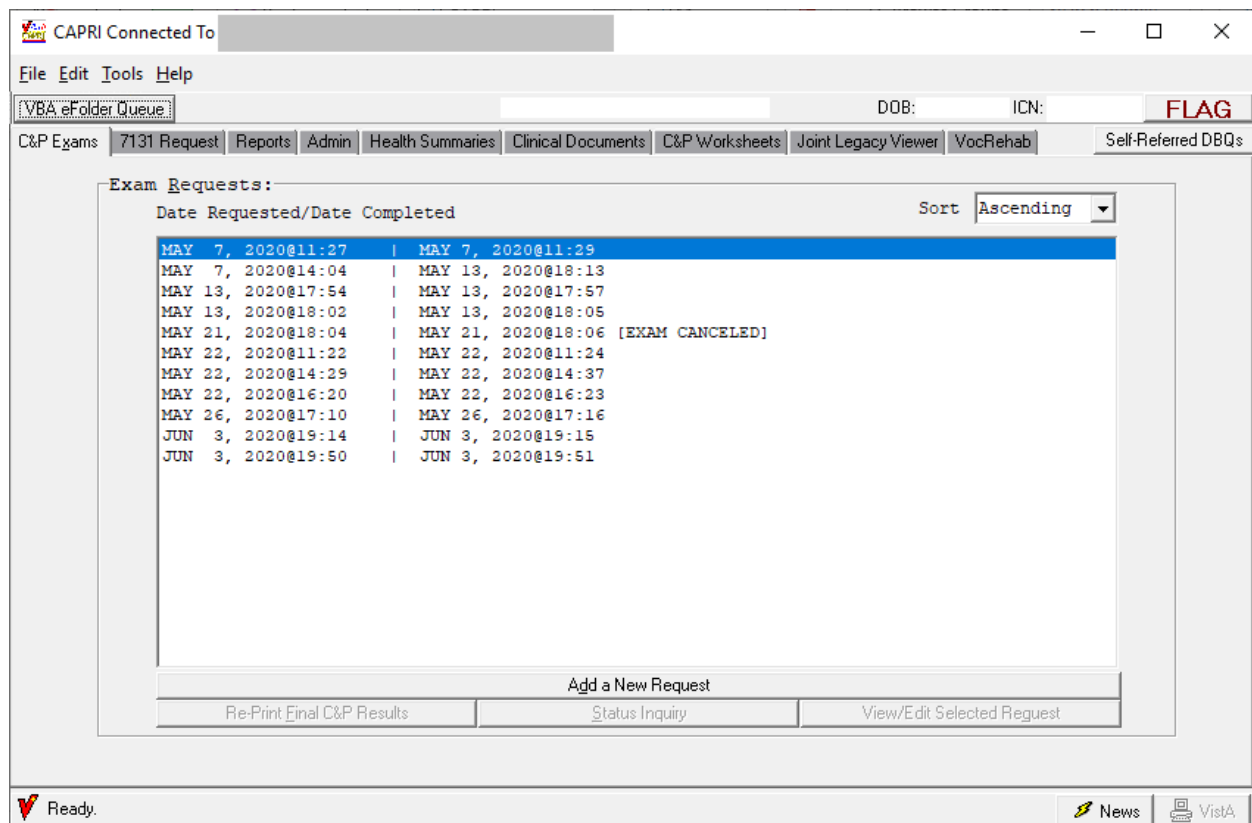 CAPRI Connected To
File Edit Tools Help
VBA eFolder Queue DOB: ICN: FLAG
C&P Exams 7131 Request Reports Admin Health Summaries Clinical Documents C&P Worksheets Joint Legacy Viewer VocRehab Self-Referred DBQs
Exam Requests:
Date Requested/Date Completed Sort Ascending
MAY 7, 2020@11:27 | MAY 7, 2020@11:29
MAY 7, 2020@14:04 | MAY 13, 2020@18:13
MAY 13, 2020@17:54 | MAY 13, 2020@17:57
MAY 13, 2020@18:02 | MAY 13, 2020@18:05
MAY 21, 2020@18:04 | MAY 21, 2020@18:06 [EXAM CANCELED]
MAY 22, 2020@11:22 | MAY 22, 2020@11:24
MAY 22, 2020@14:29 | MAY 22, 2020@14:37
MAY 22, 2020@16:20 | MAY 22, 2020@16:23
MAY 26, 2020@17:10 | MAY 26, 2020@17:16
JUN 3, 2020@19:14 | JUN 3, 2020@19:15
JUN 3, 2020@19:50 | JUN 3, 2020@19:51
Add a New Request
Re-Print Final C&P Results Status Inquiry View/Edit Selected Request
Ready. News VistA